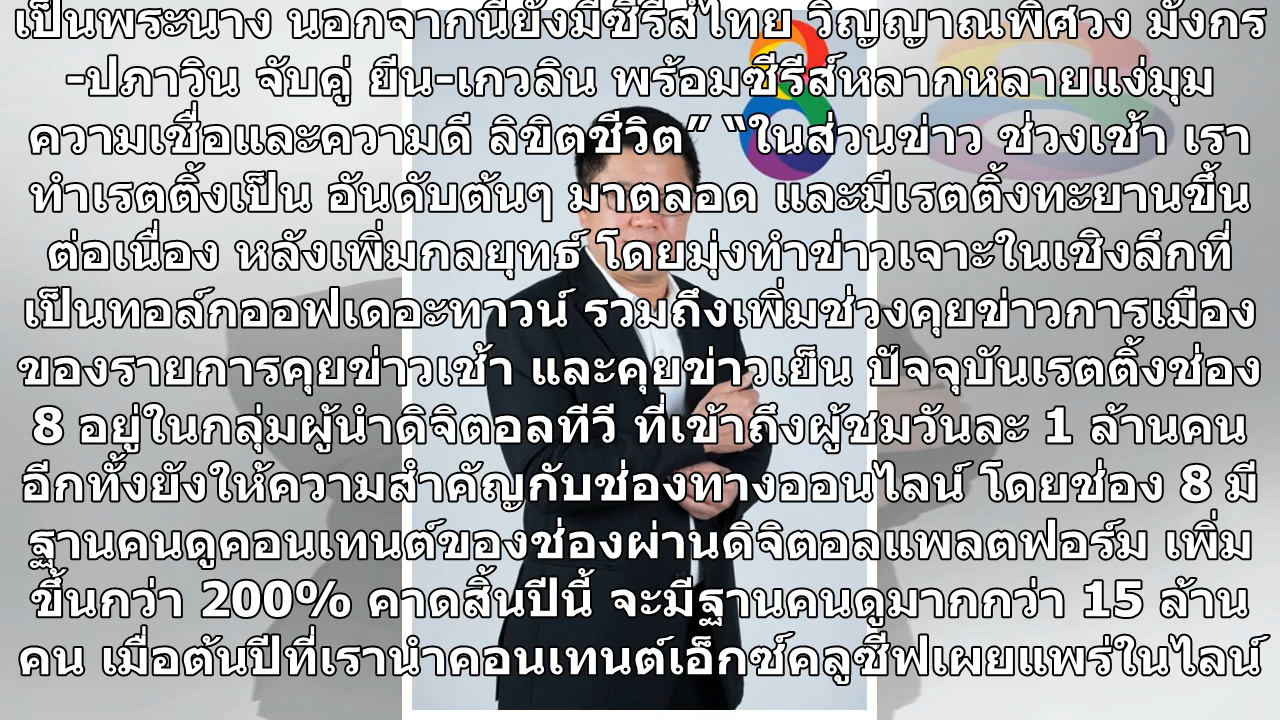 เป็นพระนาง นอกจากนี้ยังมีซีรีส์ไทย วิญญาณพิศวง มังกร
-ปภาวิน จับคู่ ยีน-เกวลิน พร้อมซีรีส์หลากหลายแง่มุม
ความเชื่อและความดี ลิขิตชีวิต” “ในส่วนข่าว ช่วงเช้า เรา
ทำเรตติ้งเป็น อันดับต้นๆ มาตลอด และมีเรตติ้งทะยานขึ้น
ต่อเนื่อง หลังเพิ่มกลยุทธ์ โดยมุ่งทำข่าวเจาะในเชิงลึกที่
เป็นทอล์กออฟเดอะทาวน์ รวมถึงเพิ่มช่วงคุยข่าวการเมือง
ของรายการคุยข่าวเช้า และคุยข่าวเย็น ปัจจุบันเรตติ้งช่อง
8 อยู่ในกลุ่มผู้นำดิจิตอลทีวี ที่เข้าถึงผู้ชมวันละ 1 ล้านคน
อีกทั้งยังให้ความสำคัญกับช่องทางออนไลน์ โดยช่อง 8 มี
ฐานคนดูคอนเทนต์ของช่องผ่านดิจิตอลแพลตฟอร์ม เพิ่ม
ขึ้นกว่า 200% คาดสิ้นปีนี้ จะมีฐานคนดูมากกว่า 15 ล้าน
คน เมื่อต้นปีที่เรานำคอนเทนต์เอ็กซ์คลูซีฟเผยแพร่ในไลน์